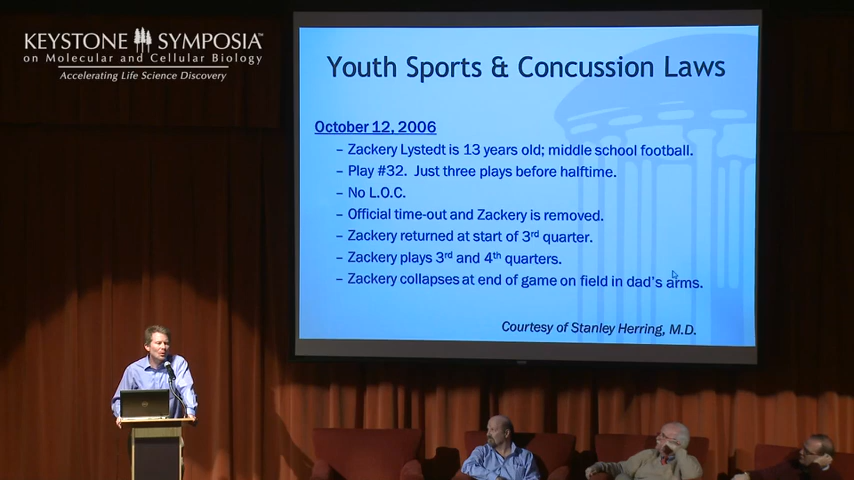 KEYSTONE SYMPOSIA™
on Molecular and Cellular Biology
Accelerating Life Science Discovery
Youth Sports & Concussion Laws
October 12, 2006
– Zackery Lystedt is 13 years old; middle school football.
– Play #32. Just three plays before halftime.
– No L.O.C.
– Official time-out and Zackery is removed.
– Zackery returned at start of 3rd quarter.
– Zackery plays 3rd and 4th quarters.
– Zackery collapses at end of game on field in dad's arms.
Courtesy of Stanley Herring, M.D.